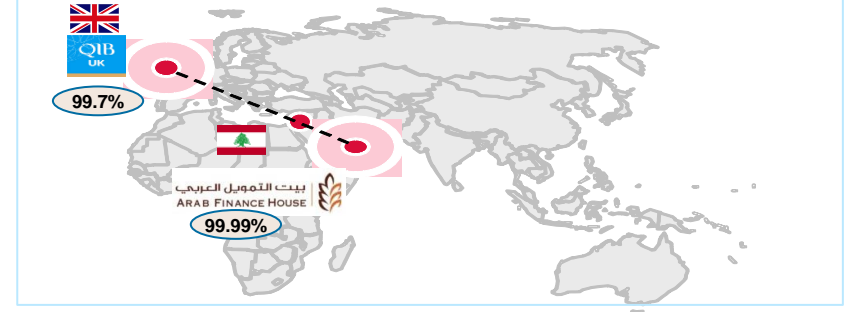 QIB
UK
99.7%
بيت التمويل العربي
ARAB FINANCE HOUSE
99.99%